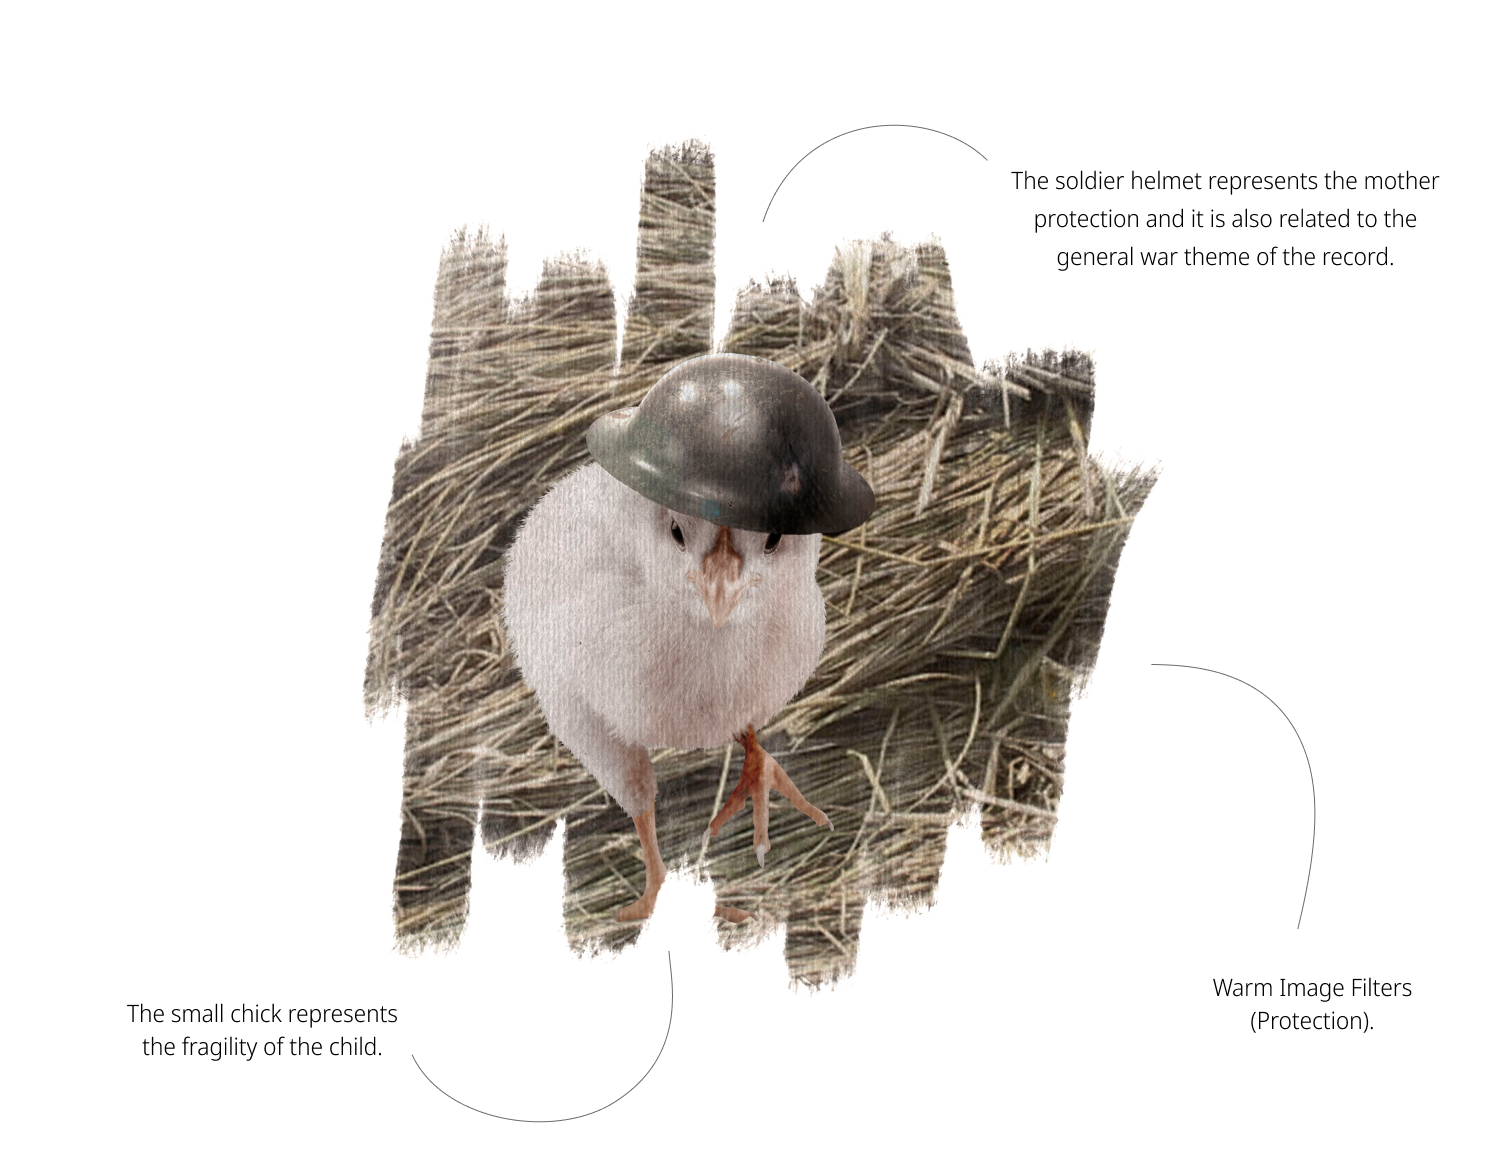 The soldier helmet represents the mother
protection and it is also related to the
general war theme of the record.
Warm Image Filters
(Protection).
The small chick represents
the fragility of the child.